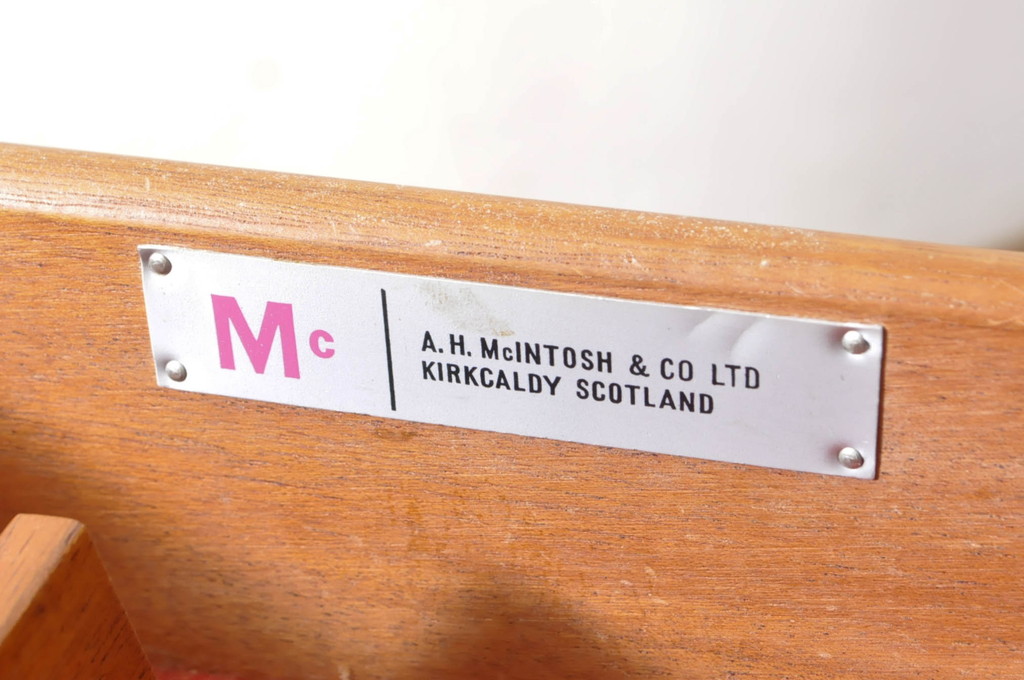 Mc
A. H. McINTOSH & CO LTD
KIRKCALDY SCOTLAND